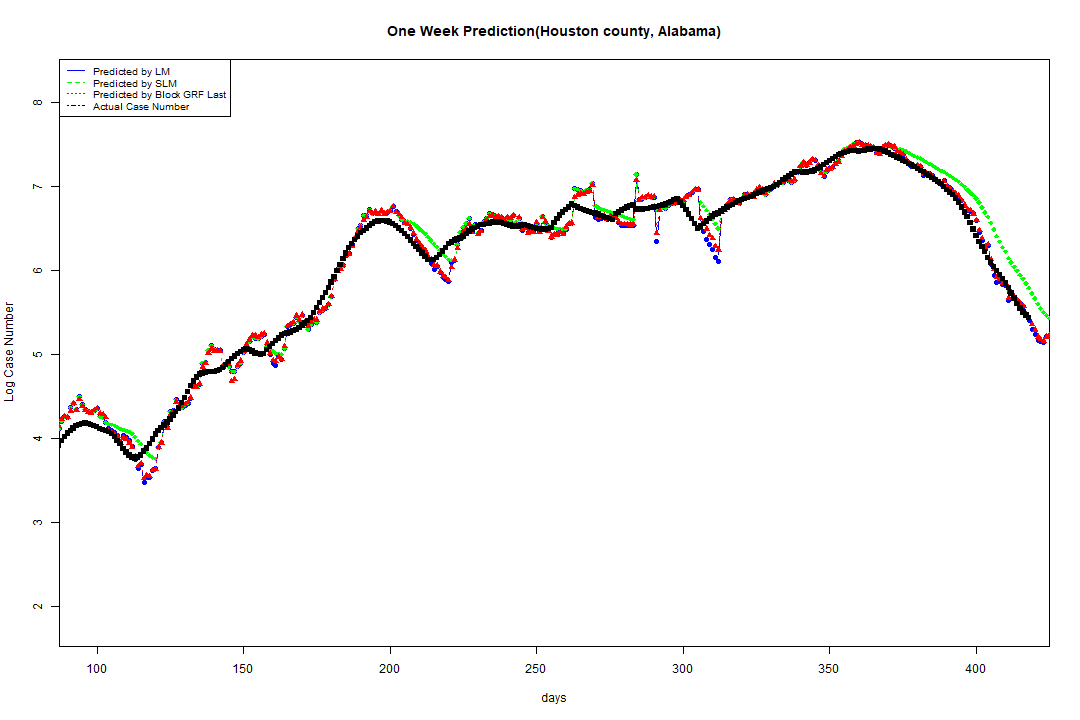 One Week Prediction(Houston county, Alabama)
Predicted by LM
Predicted by SLM
Predicted by Block GRF Last
Actual Case Number
8
7
6
5
4
3
2
Log Case Number
100 150 200 250 300 350 400
days